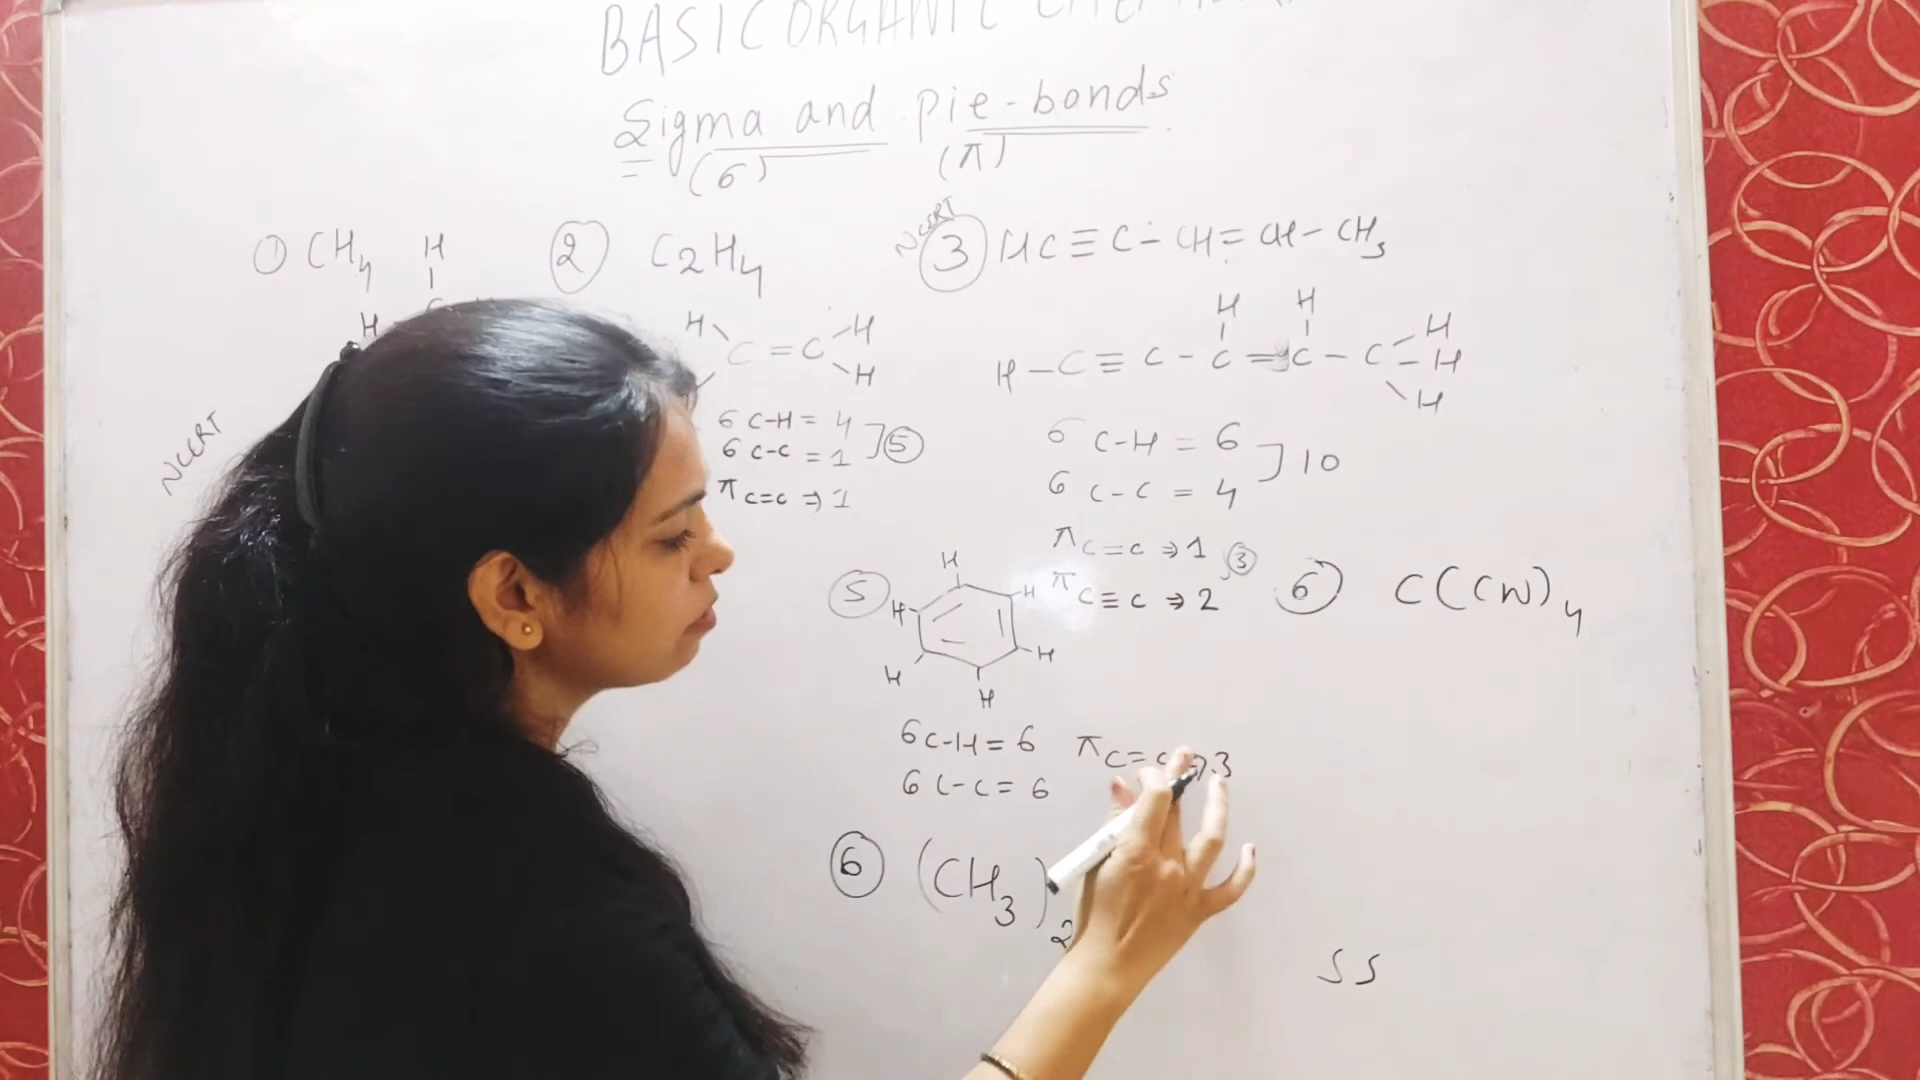 BASIC ORGANIC
Sigma and pie-bonds
(σ) (π)
① CH4
H
H
NCERT
② C2H4
H H
C = C
H
σ C-H = 4
σ C-C = 1 ] ⑤
π C=C ⇒ 1
NCERT
③ HC ≡ C - CH = CH - CH3
H H H
H - C ≡ C - C = C - C - H
H
σ C-H = 6
σ C-C = 4 ] 10
π C=C ⇒ 1
π C≡C ⇒ 2 ③
⑤ H
H H
H H
H
σ C-H = 6 π C=C ⇒ 3
σ C-C = 6
⑥ C(CN)4
⑥ (CH3)2
SS